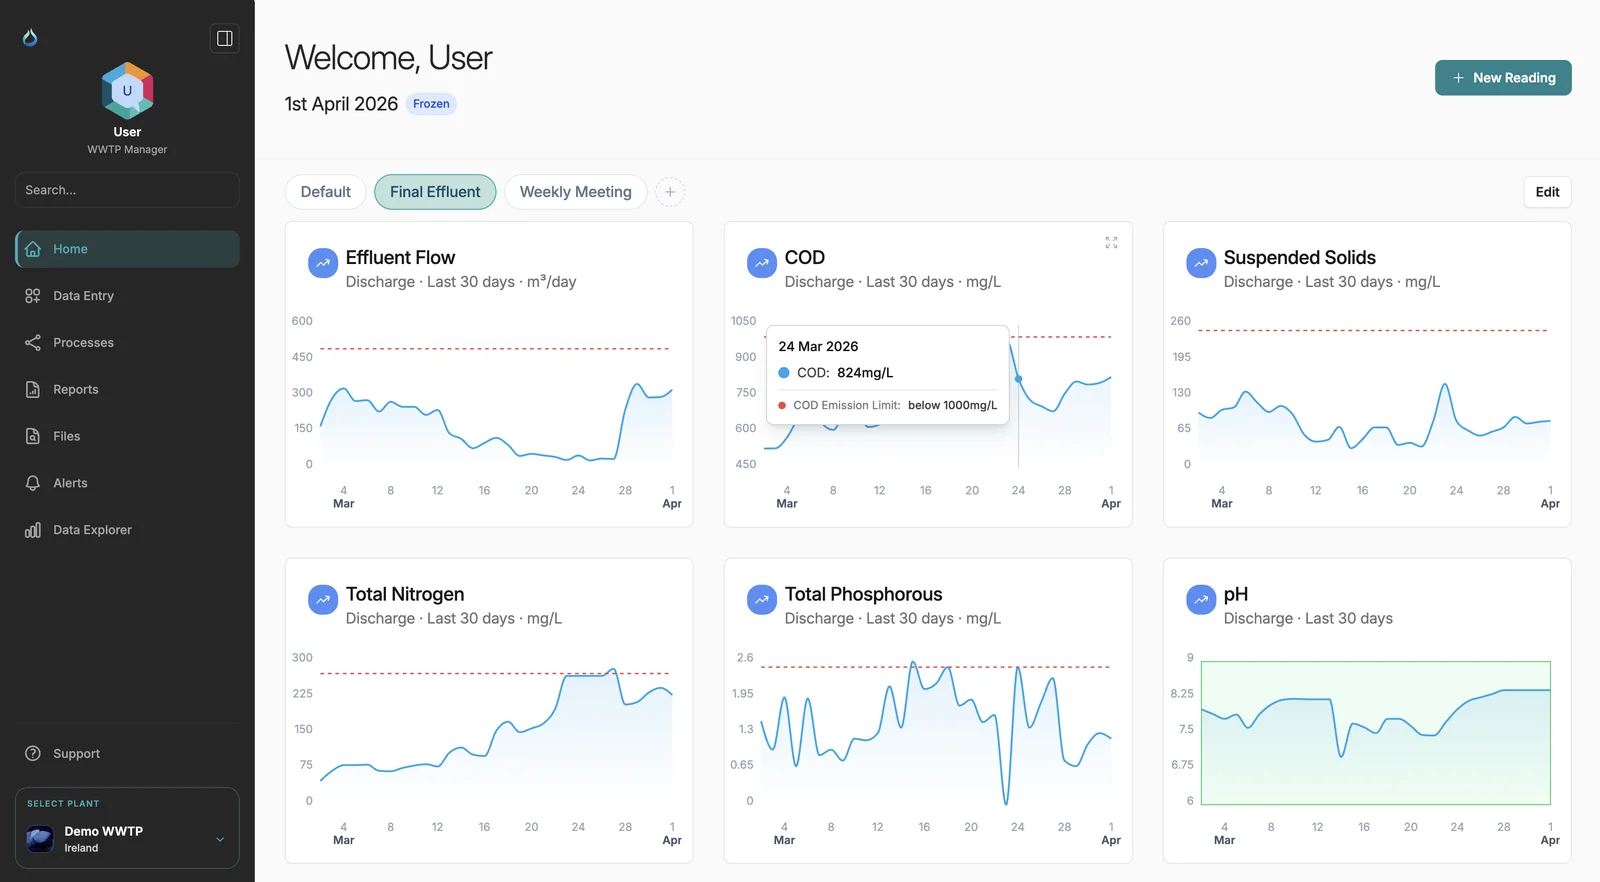 U
User
WWTP Manager
Search...
Home
Data Entry
Processes
Reports
Files
Alerts
Data Explorer
Support
SELECT PLANT
Demo WWTP
Ireland
Welcome, User
1st April 2026 Frozen
+ New Reading
Default Final Effluent Weekly Meeting +
Edit
Effluent Flow
Discharge · Last 30 days · m³/day
600
450
300
150
0
4 8 12 16 20 24 28 1
Mar Apr
COD
Discharge · Last 30 days · mg/L
1050
900
750
600
450
24 Mar 2026
COD: 824mg/L
COD Emission Limit: below 1000mg/L
4 8 12 16 20 24 28 1
Mar Apr
Suspended Solids
Discharge · Last 30 days · mg/L
260
195
130
65
0
4 8 12 16 20 24 28 1
Mar Apr
Total Nitrogen
Discharge · Last 30 days · mg/L
300
225
150
75
0
4 8 12 16 20 24 28 1
Mar Apr
Total Phosphorous
Discharge · Last 30 days · mg/L
2.6
1.95
1.3
0.65
0
4 8 12 16 20 24 28 1
Mar Apr
pH
Discharge · Last 30 days
9
8.25
7.5
6.75
6
4 8 12 16 20 24 28 1
Mar Apr